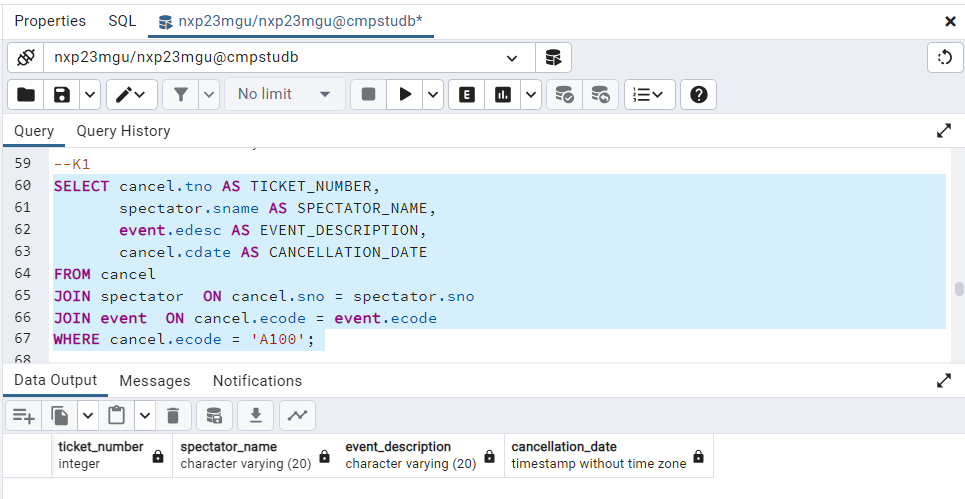 Properties SQL nxp23mgu/nxp23mgu@cmpstudb*
nxp23mgu/nxp23mgu@cmpstudb
No limit
E
Query Query History
59 --K1
60 SELECT cancel.tno AS TICKET_NUMBER,
61 spectator.sname AS SPECTATOR_NAME,
62 event.edesc AS EVENT_DESCRIPTION,
63 cancel.cdate AS CANCELLATION_DATE
64 FROM cancel
65 JOIN spectator ON cancel.sno = spectator.sno
66 JOIN event ON cancel.ecode = event.ecode
67 WHERE cancel.ecode = 'A100';
68
Data Output Messages Notifications
ticket_number spectator_name event_description cancellation_date
integer character varying (20) character varying (20) timestamp without time zone